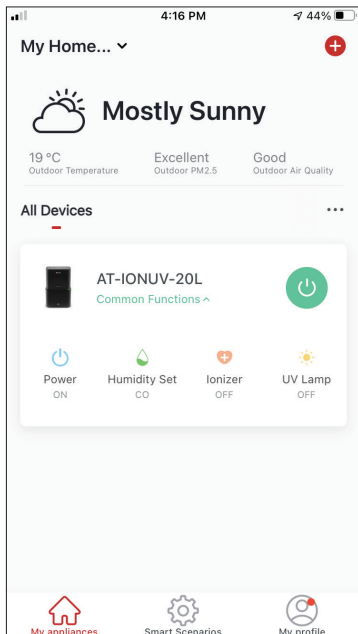 4:16 PM
44%
My Home...
Mostly Sunny
19 °C
Excellent
Good
Outdoor Temperature
Outdoor PM2.5
Outdoor Air Quality
All Devices
AT-IONUV-20L
Common Functions
Power
Humidity Set
Ionizer
UV Lamp
ON
CO
OFF
OFF
My appliances
Smart Scenarios
My profile